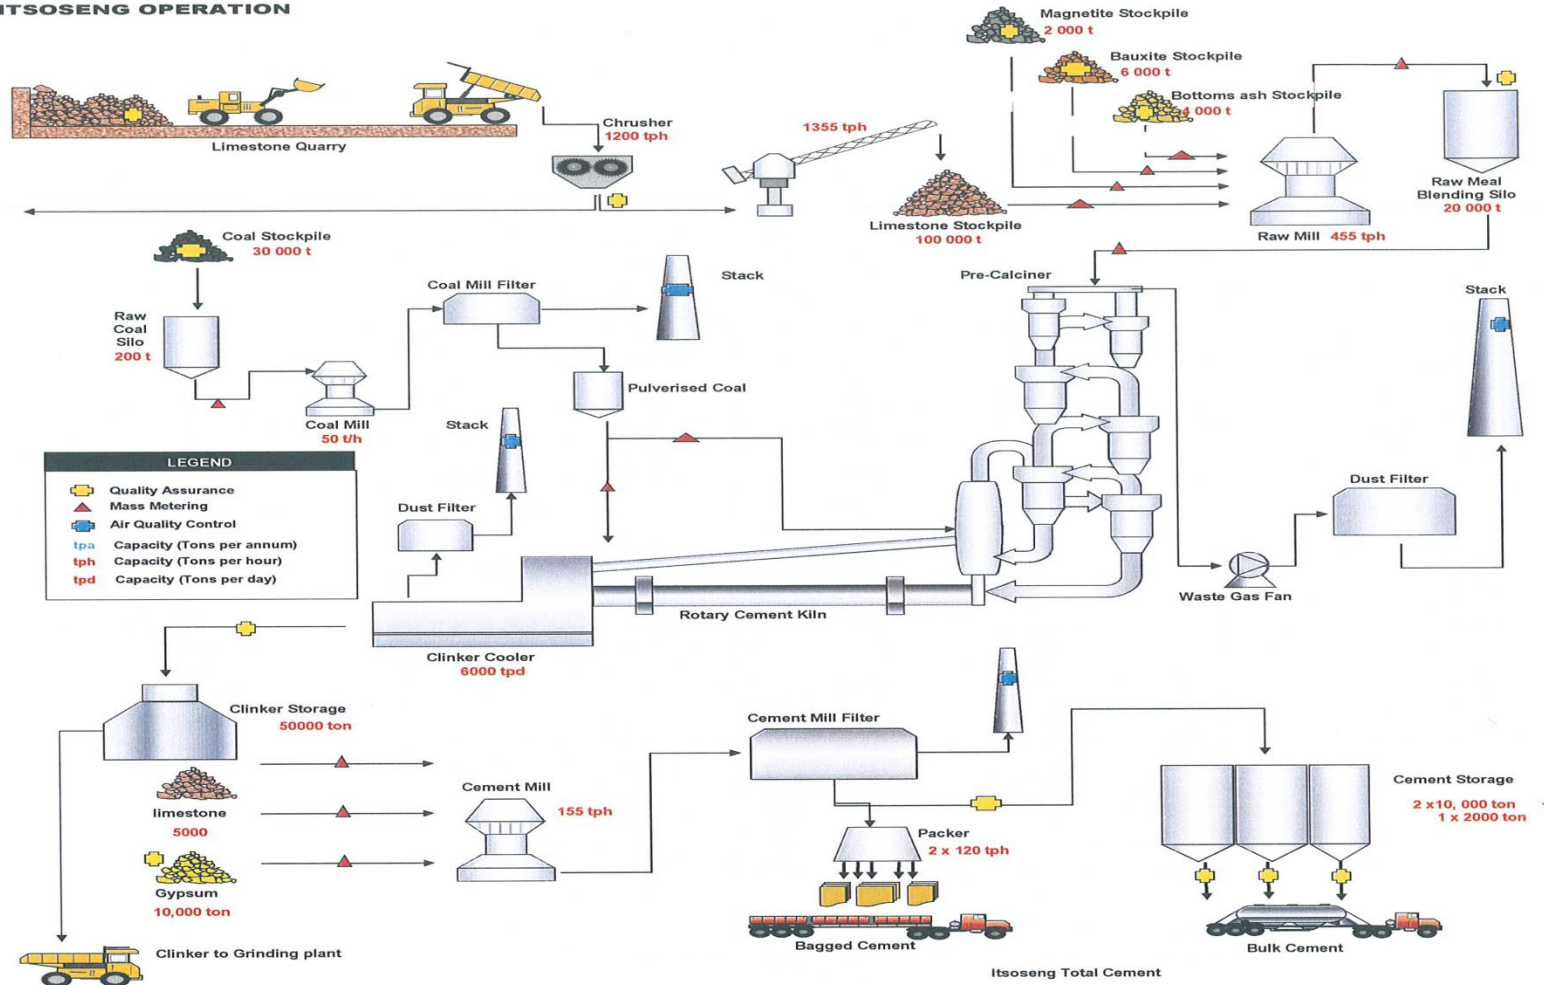 ITSOSENG OPERATION
Magnetite Stockpile
2 000 t
Bauxite Stockpile
6 000 t
Bottoms ash Stockpile
4 000 t
Chrusher
1200 tph
1355 tph
Limestone Quarry
Limestone Stockpile
100 000 t
Raw Mill 455 tph
Raw Meal
Blending Silo
20 000 t
Coal Stockpile
30 000 t
Raw
Coal
Silo
200 t
Coal Mill Filter
Stack
Pre-Calciner
Stack
Coal Mill
50 t/h
Pulverised Coal
Stack
LEGEND
Quality Assurance
Mass Metering
Air Quality Control
tpa Capacity (Tons per annum)
tph Capacity (Tons per hour)
tpd Capacity (Tons per day)
Dust Filter
Dust Filter
Waste Gas Fan
Rotary Cement Kiln
Clinker Cooler
6000 tpd
Clinker Storage
50000 ton
limestone
5000
Gypsum
10,000 ton
Cement Mill
155 tph
Cement Mill Filter
Packer
2 x 120 tph
Cement Storage
2 x10, 000 ton
1 x 2000 ton
Bagged Cement
Bulk Cement
Clinker to Grinding plant
Itsoseng Total Cement